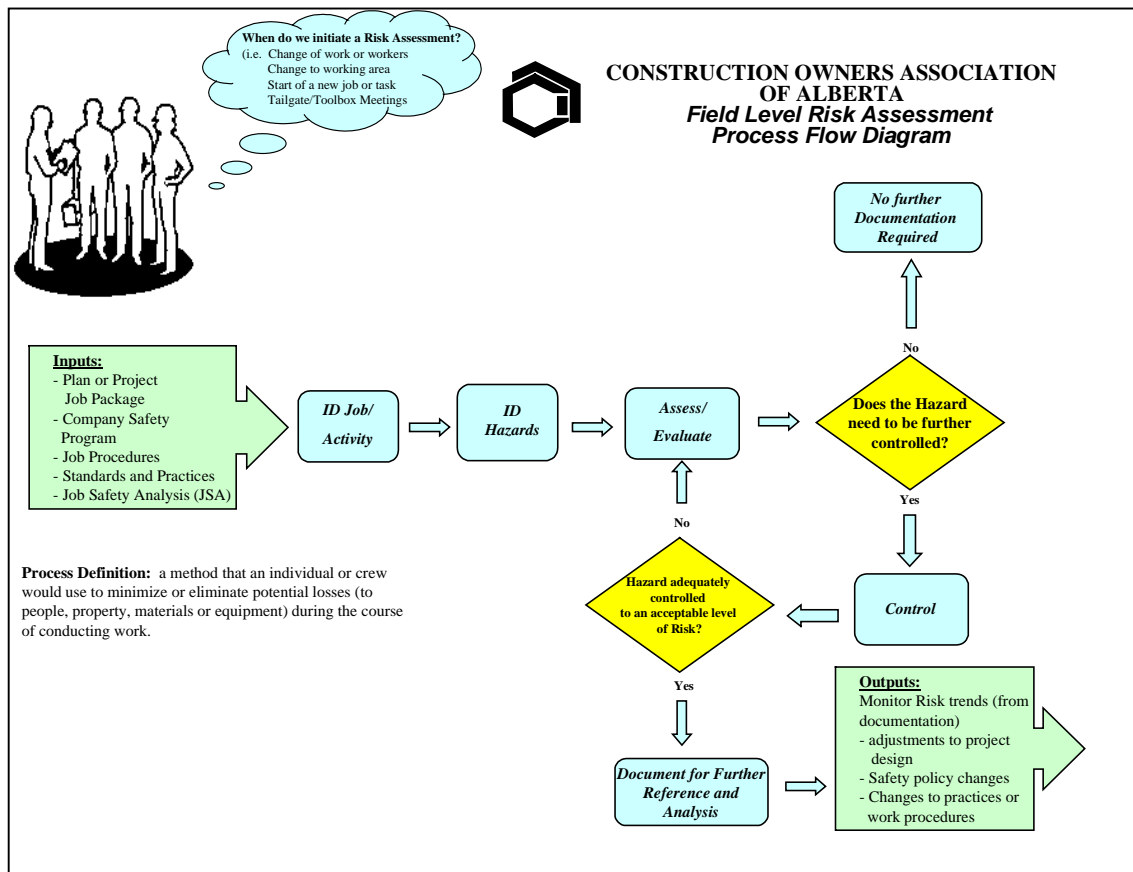 When do we initiate a Risk Assessment?
(i.e. Change of work or workers
Change to working area
Start of a new job or task
Tailgate/Toolbox Meetings
CONSTRUCTION OWNERS ASSOCIATION
OF ALBERTA
Field Level Risk Assessment
Process Flow Diagram
No further
Documentation
Required
No
Inputs:
- Plan or Project
Job Package
- Company Safety
Program
- Job Procedures
- Standards and Practices
- Job Safety Analysis (JSA)
ID Job/
Activity
ID
Hazards
Assess/
Evaluate
Does the Hazard
need to be further
controlled?
Yes
No
Process Definition: a method that an individual or crew
would use to minimize or eliminate potential losses (to
people, property, materials or equipment) during the course
of conducting work.
Hazard adequately
controlled
to an acceptable level
of Risk?
Control
Yes
Document for Further
Reference and
Analysis
Outputs:
Monitor Risk trends (from
documentation)
- adjustments to project
design
- Safety policy changes
- Changes to practices or
work procedures